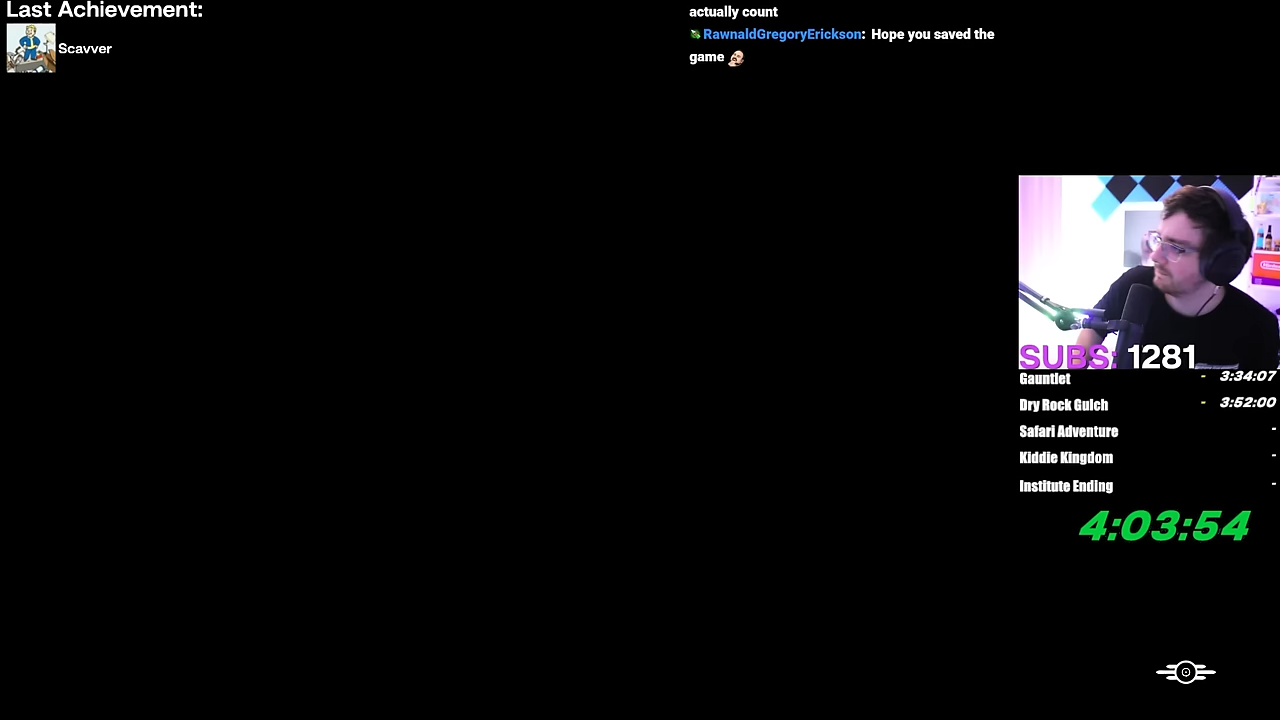 Last Achievement:
Scavver
actually count
RawnaldGregoryErickson: Hope you saved the
game
SUBS: 1281
Gauntlet - 3:34:07
Dry Rock Gulch - 3:52:00
Safari Adventure -
Kiddie Kingdom -
Institute Ending -
4:03:54